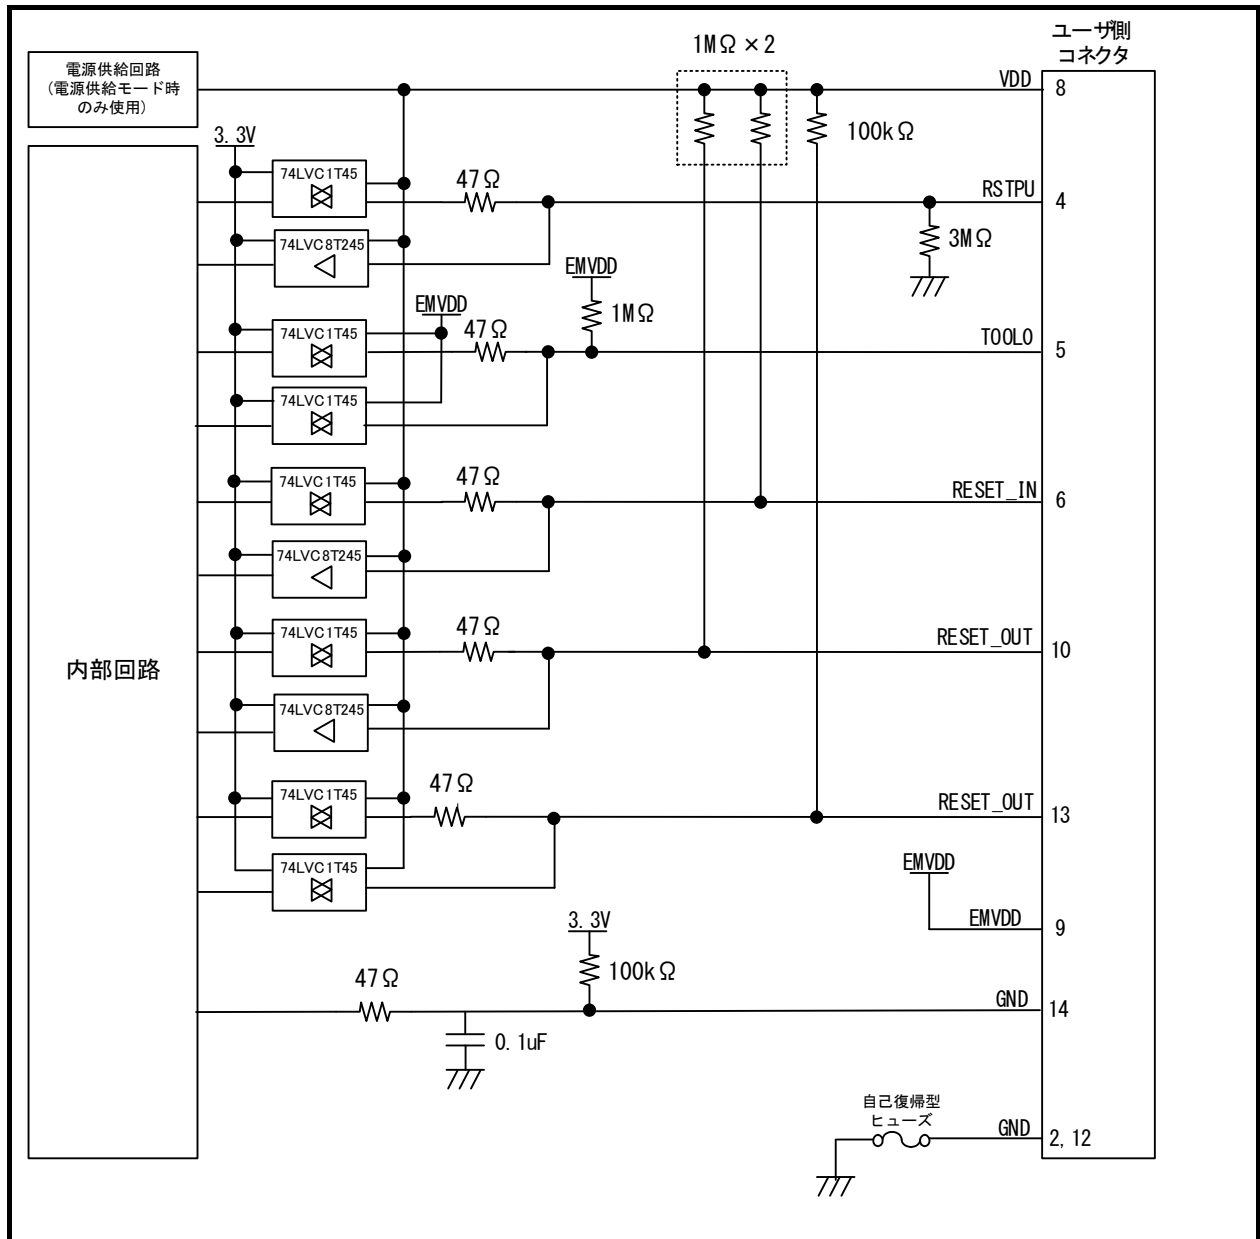 電源供給回路
(電源供給モード時
のみ使用)
1MΩ×2
ユーザ側
コネクタ
VDD
8
3.3V
100kΩ
74LVC1T45
47Ω
RSTPU
4
74LVC8T245
3MΩ
EMVDD
1MΩ
EMVDD
74LVC1T45
47Ω
TOOL0
5
74LVC1T45
74LVC1T45
47Ω
RESET_IN
6
74LVC8T245
74LVC1T45
47Ω
RESET_OUT
10
内部回路
74LVC8T245
74LVC1T45
47Ω
RESET_OUT
13
74LVC1T45
EMVDD
EMVDD
9
3.3V
100kΩ
47Ω
GND
14
0.1uF
自己復帰型
ヒューズ
GND
2,12